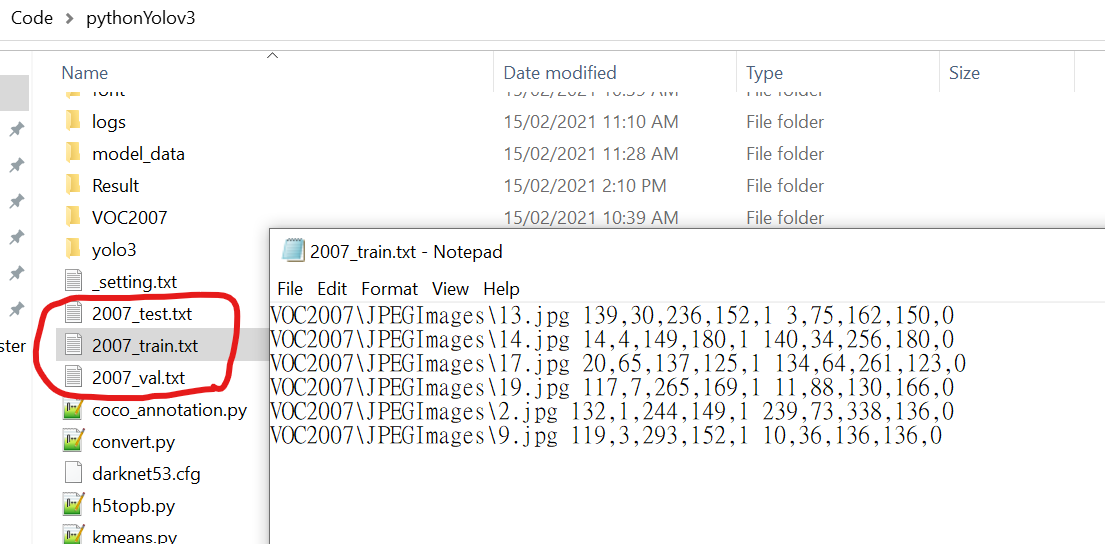 Code > pythonYolov3
Name Date modified Type Size
font 15/02/2021 10:39 AM File folder
logs 15/02/2021 11:10 AM File folder
model_data 15/02/2021 11:28 AM File folder
Result 15/02/2021 2:10 PM File folder
VOC2007 15/02/2021 10:39 AM File folder
yolo3
_setting.txt
2007_test.txt
ster
2007_train.txt
2007_val.txt
coco_annotation.py
convert.py
darknet53.cfg
h5topb.py
kmeans.py
2007_train.txt - Notepad
File Edit Format View Help
VOC2007\JPEGImages\13.jpg 139,30,236,152,1 3,75,162,150,0
VOC2007\JPEGImages\14.jpg 14,4,149,180,1 140,34,256,180,0
VOC2007\JPEGImages\17.jpg 20,65,137,125,1 134,64,261,123,0
VOC2007\JPEGImages\19.jpg 117,7,265,169,1 11,88,130,166,0
VOC2007\JPEGImages\2.jpg 132,1,244,149,1 239,73,338,136,0
VOC2007\JPEGImages\9.jpg 119,3,293,152,1 10,36,136,136,0